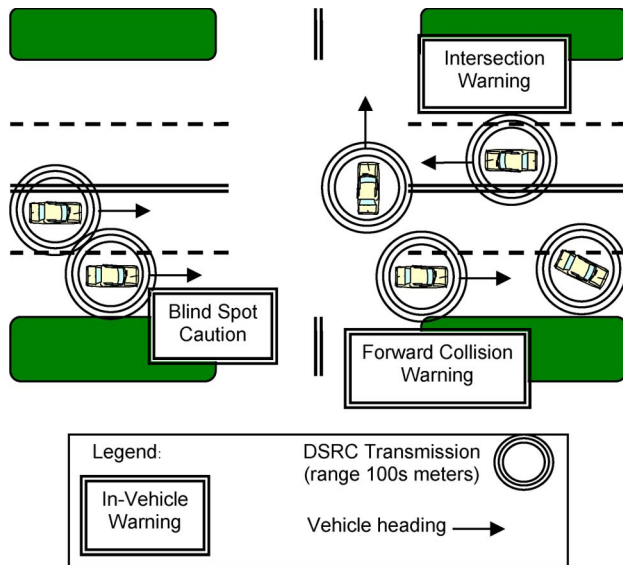 Intersection
Warning
Blind Spot
Caution
Forward Collision
Warning
Legend:
DSRC Transmission
(range 100s meters)
In-Vehicle
Warning
Vehicle heading